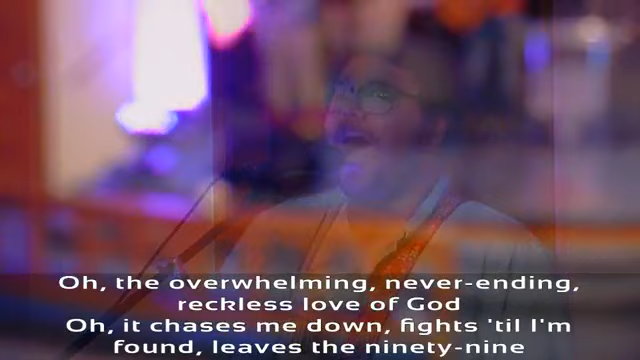 Oh, the overwhelming, never-ending,
reckless love of God
Oh, it chases me down, fights 'til I'm
found, leaves the ninety-nine